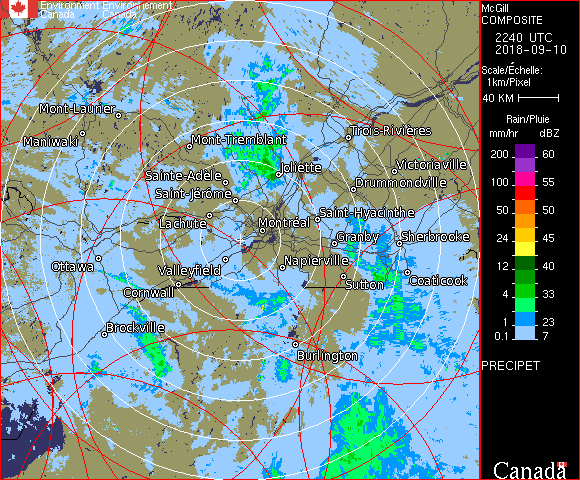 Environment Environnement
Canada Canada
McGill
COMPOSITE
2240 UTC
2018-09-10
Scale/Échelle:
1km/Pixel
40 KM
Rain/Pluie
mm/hr dBZ
200 60
100 55
50 50
24 45
12 40
4 33
1 23
0.1 7
PRECIPET
Canada
Mont-Laurier
Maniwaki
Mont-Tremblant
Trois-Rivières
Joliette
Victoriaville
Sainte-Adèle
Drummondville
Saint-Jérôme
Saint-Hyacinthe
Lachute
Montréal
Granby
Sherbrooke
Ottawa
Valleyfield
Napierville
Coaticook
Sutton
Cornwall
Brockville
Burlington